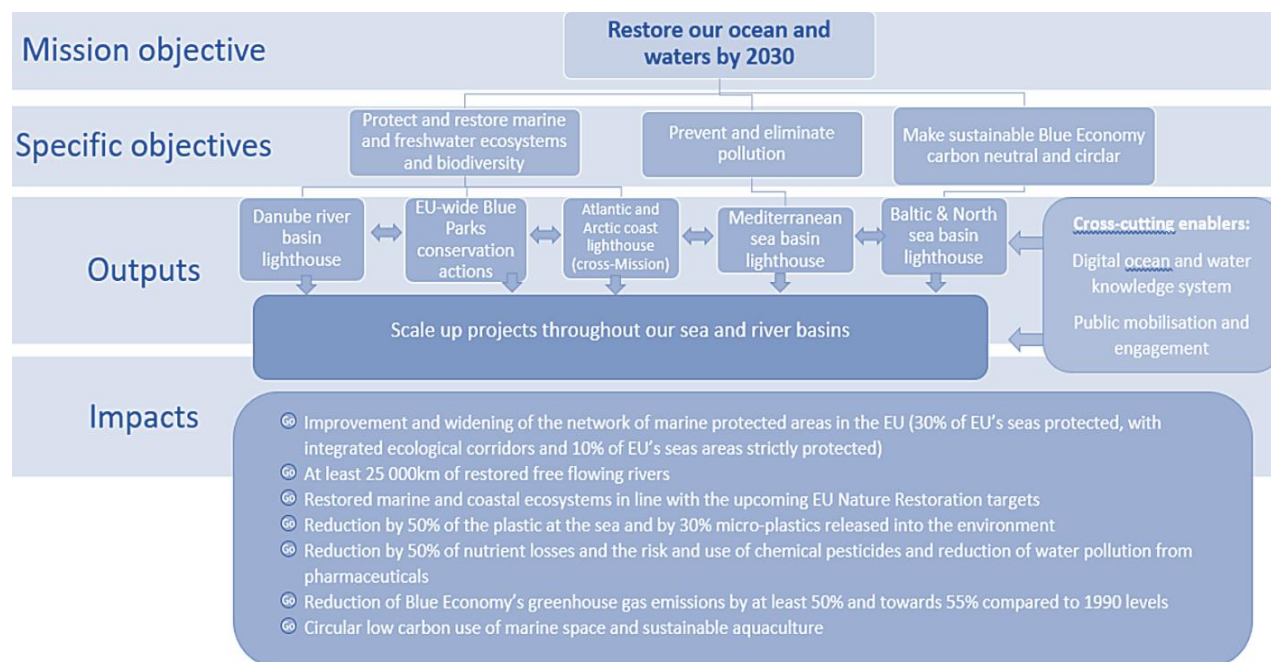 Mission objective
Restore our ocean and
waters by 2030
Specific objectives
Protect and restore marine
and freshwater ecosystems
and biodiversity
Prevent and eliminate
pollution
Make sustainable Blue Economy
carbon neutral and circlar
Outputs
Danube river
basin
lighthouse
EU-wide Blue
Parks
conservation
actions
Atlantic and
Arctic coast
lighthouse
(cross-Mission)
Mediterranean
sea basin
lighthouse
Baltic & North
sea basin
lighthouse
Cross-cutting enablers:
Digital ocean and water
knowledge system
Public mobilisation and
engagement
Scale up projects throughout our sea and river basins
Impacts
Go Improvement and widening of the network of marine protected areas in the EU (30% of EU's seas protected, with
integrated ecological corridors and 10% of EU's seas areas strictly protected)
Go At least 25 000km of restored free flowing rivers
Go Restored marine and coastal ecosystems in line with the upcoming EU Nature Restoration targets
Go Reduction by 50% of the plastic at the sea and by 30% micro-plastics released into the environment
Go Reduction by 50% of nutrient losses and the risk and use of chemical pesticides and reduction of water pollution from
pharmaceuticals
Go Reduction of Blue Economy's greenhouse gas emissions by at least 50% and towards 55% compared to 1990 levels
Go Circular low carbon use of marine space and sustainable aquaculture